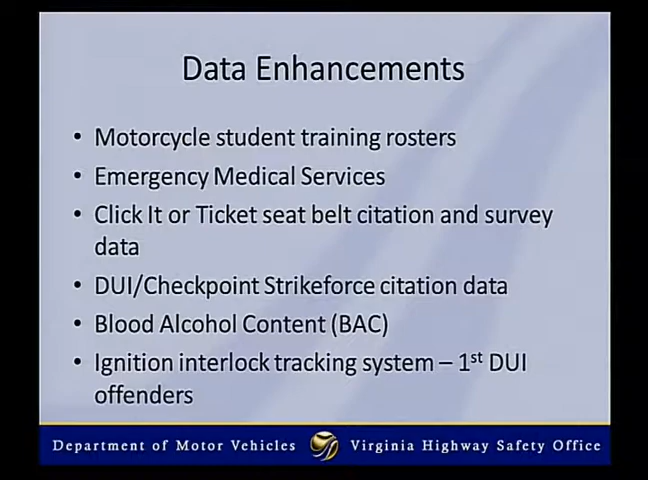 Data Enhancements
• Motorcycle student training rosters
• Emergency Medical Services
• Click It or Ticket seat belt citation and survey
data
• DUI/Checkpoint Strikeforce citation data
• Blood Alcohol Content (BAC)
• Ignition interlock tracking system – 1st DUI
offenders
Department of Motor Vehicles Virginia Highway Safety Office